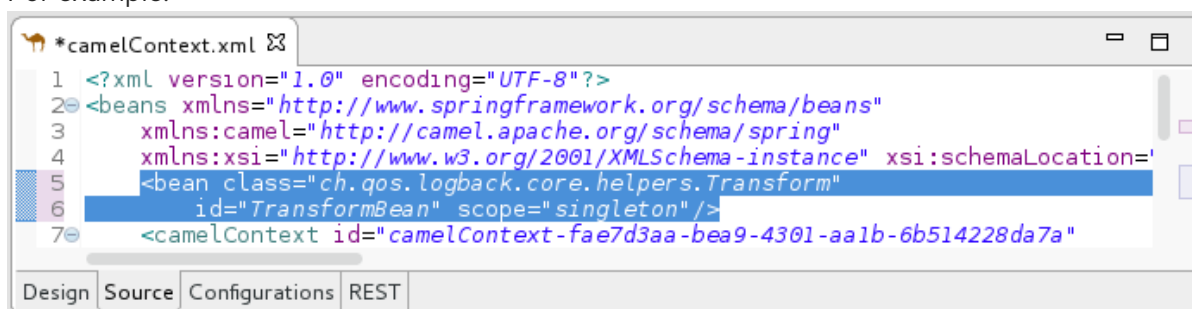 *camelContext.xml
1 <?xml version="1.0" encoding="UTF-8"?>
2 <beans xmlns="http://www.springframework.org/schema/beans"
3 xmlns:camel="http://camel.apache.org/schema/spring"
4 xmlns:xsi="http://www.w3.org/2001/XMLSchema-instance" xsi:schemaLocation="
5 <bean class="ch.qos.logback.core.helpers.Transform"
6 id="TransformBean" scope="singleton"/>
7 <camelContext id="camelContext-fae7d3aa-bea9-4301-aa1b-6b514228da7a"
Design Source Configurations REST